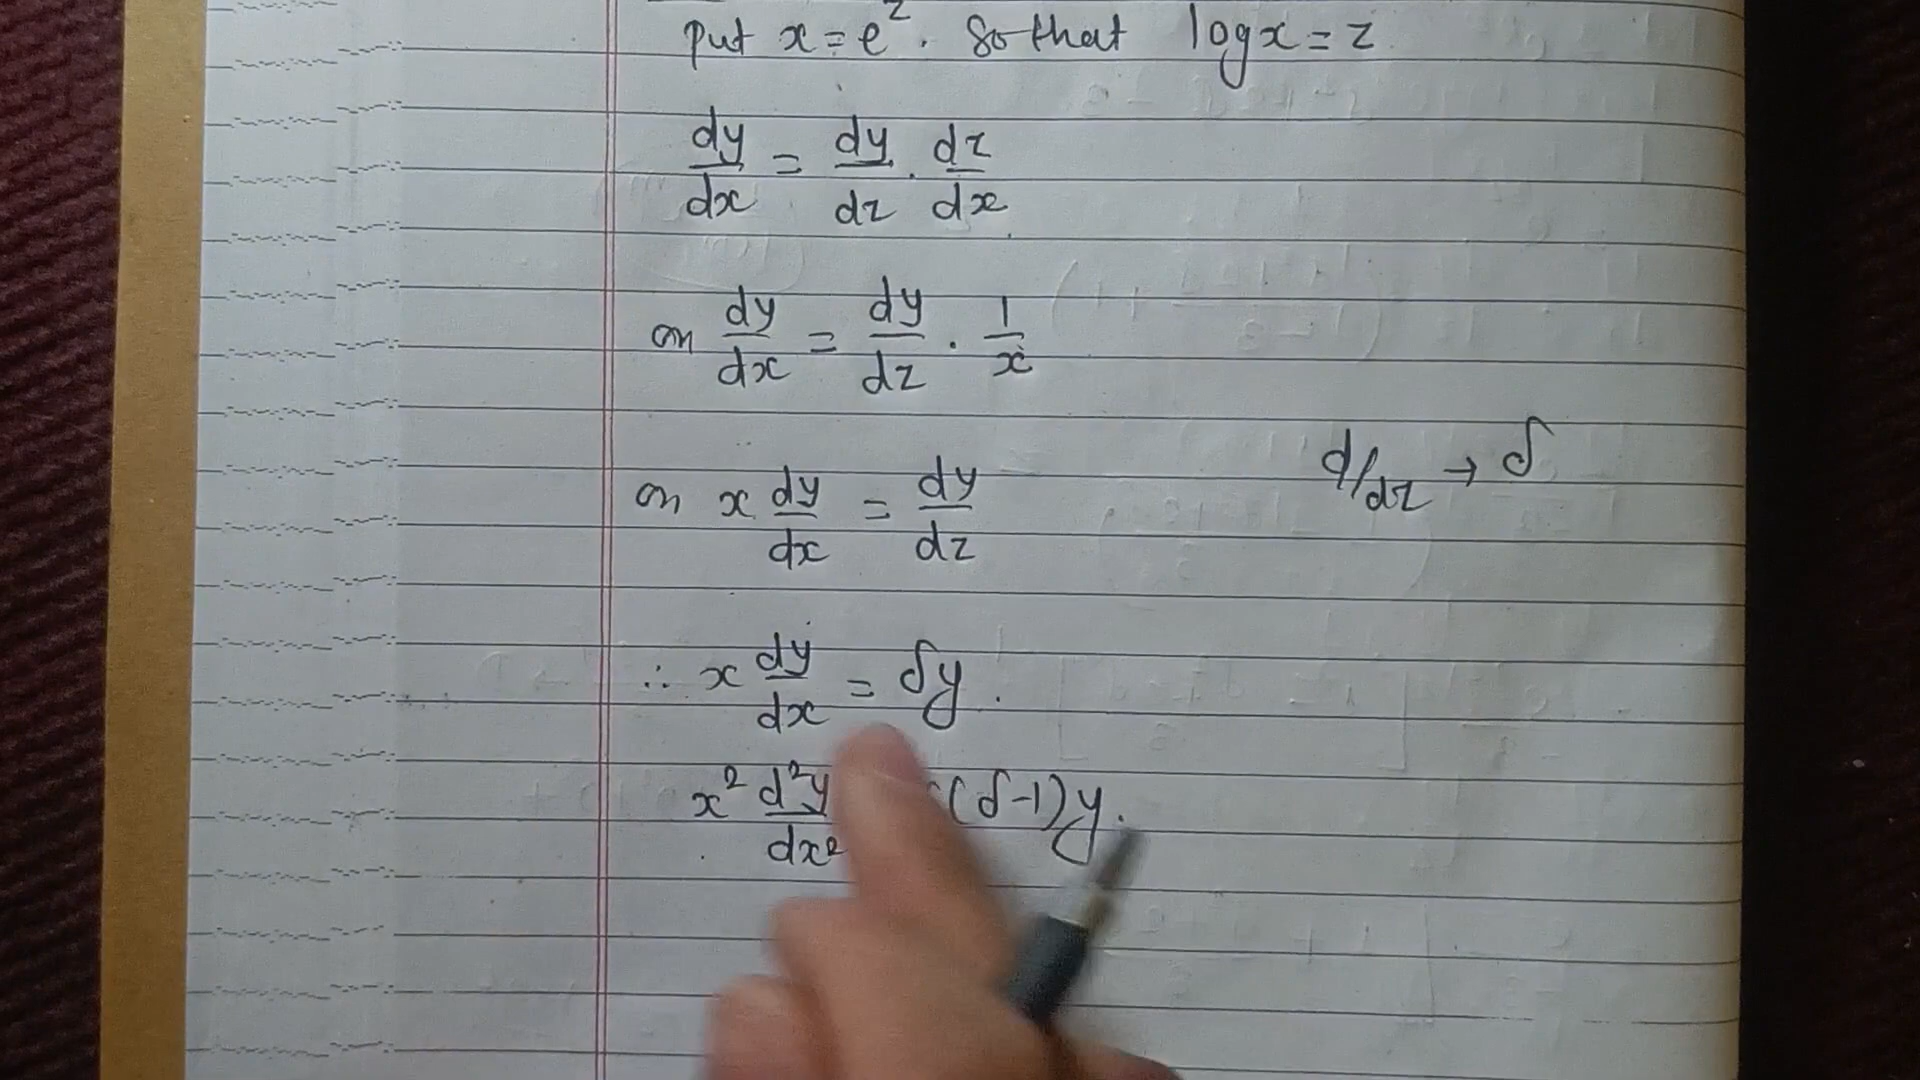 Put x = e^z. So that log x = z
dy/dx = dy/dz . dz/dx
or dy/dx = dy/dz . 1/x
or x dy/dx = dy/dz
d/dz → δ
∴ x dy/dx = δy.
x² d²y/dx² (δ-1)y.